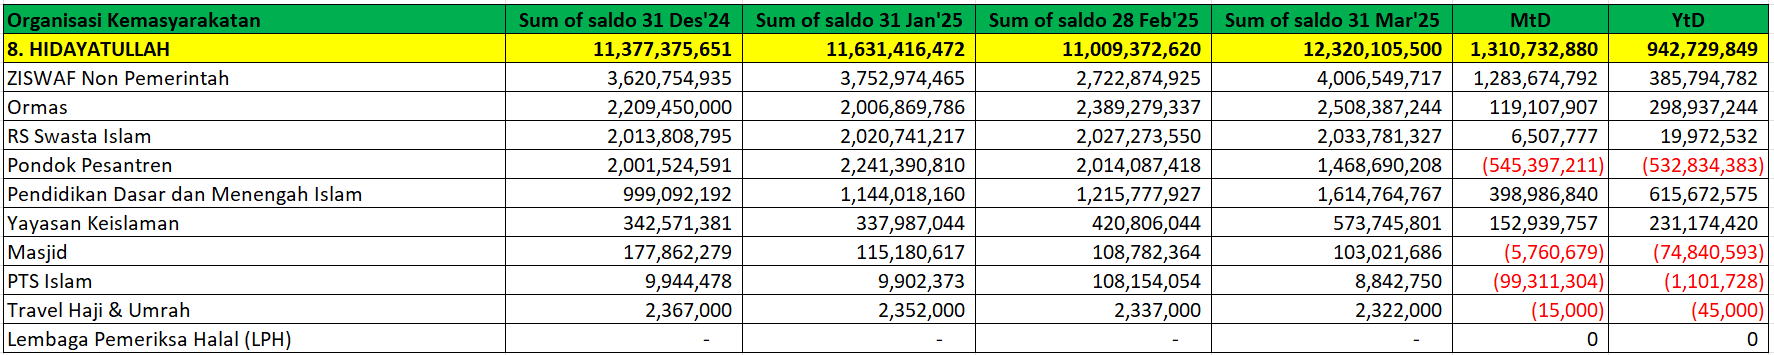 Organisasi Kemasyarakatan Sum of saldo 31 Des'24 Sum of saldo 31 Jan'25 Sum of saldo 28 Feb'25 Sum of saldo 31 Mar'25 MtD YtD
8. HIDAYATULLAH 11,377,375,651 11,631,416,472 11,009,372,620 12,320,105,500 1,310,732,880 942,729,849
ZISWAF Non Pemerintah 3,620,754,935 3,752,974,465 2,722,874,925 4,006,549,717 1,283,674,792 385,794,782
Ormas 2,209,450,000 2,006,869,786 2,389,279,337 2,508,387,244 119,107,907 298,937,244
RS Swasta Islam 2,013,808,795 2,020,741,217 2,027,273,550 2,033,781,327 6,507,777 19,972,532
Pondok Pesantren 2,001,524,591 2,241,390,810 2,014,087,418 1,468,690,208 (545,397,211) (532,834,383)
Pendidikan Dasar dan Menengah Islam 999,092,192 1,144,018,160 1,215,777,927 1,614,764,767 398,986,840 615,672,575
Yayasan Keislaman 342,571,381 337,987,044 420,806,044 573,745,801 152,939,757 231,174,420
Masjid 177,862,279 115,180,617 108,782,364 103,021,686 (5,760,679) (74,840,593)
PTS Islam 9,944,478 9,902,373 108,154,054 8,842,750 (99,311,304) (1,101,728)
Travel Haji & Umrah 2,367,000 2,352,000 2,337,000 2,322,000 (15,000) (45,000)
Lembaga Pemeriksa Halal (LPH) - - - - 0 0